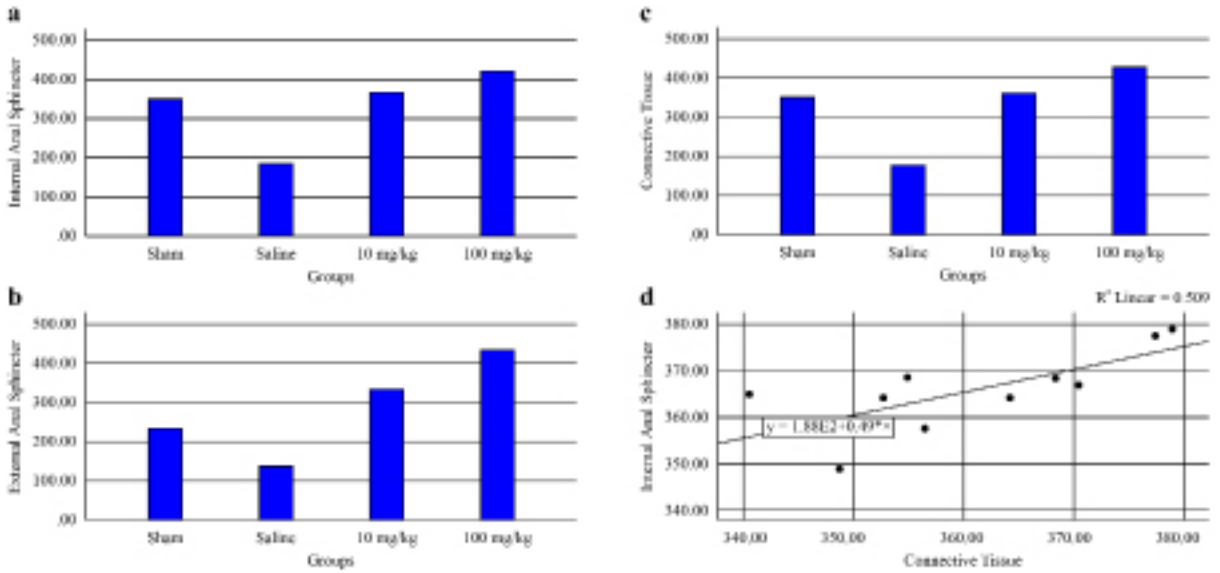 a
500.00
400.00
300.00
200.00
100.00
.00
Internal Anal Sphincter
Sham Saline 10 mg/kg 100 mg/kg
Groups
b
500.00
400.00
300.00
200.00
100.00
.00
External Anal Sphincter
Sham Saline 10 mg/kg 100 mg/kg
Groups
c
500.00
400.00
300.00
200.00
100.00
.00
Connective Tissue
Sham Saline 10 mg/kg 100 mg/kg
Groups
d
R² Linear = 0.509
380.00
370.00
360.00
350.00
340.00
Internal Anal Sphincter
y = 1.88E2+0.49*×
340.00 350.00 360.00 370.00 380.00
Connective Tissue